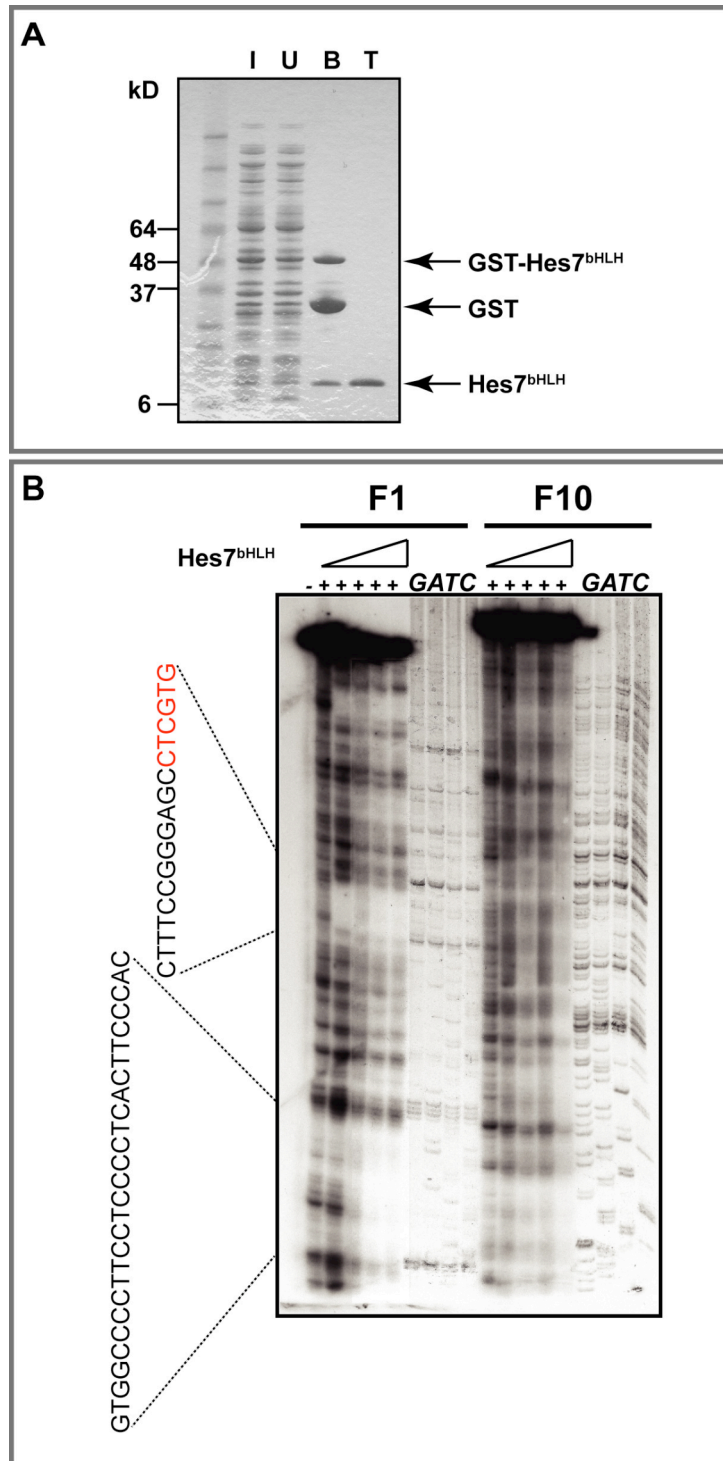 A
I U B T
kD
64
48
37
6
GST-Hes7bHLH
GST
Hes7bHLH
B
F1 F10
Hes7bHLH
- + + + + + GATC + + + + + GATC
CTTTCCGGGAGCCTCGTG
GTGGCCCCTTCCTCCCCTCACTTCCCAC